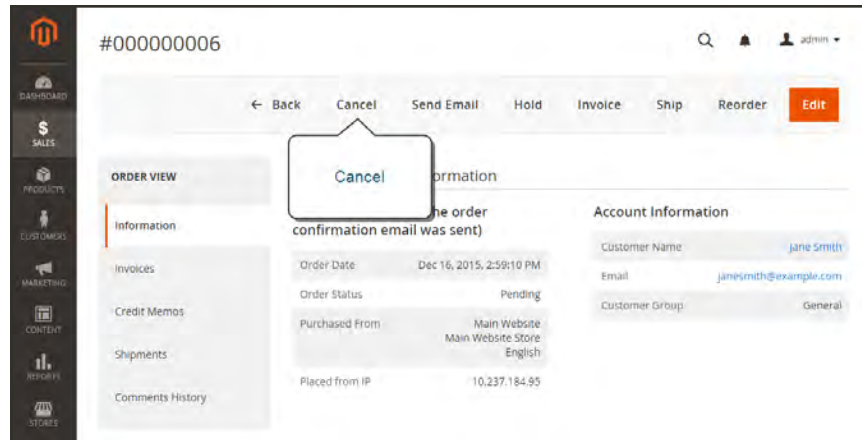 #000000006
admin
← Back Cancel Send Email Hold Invoice Ship Reorder Edit
DASHBOARD
$
SALES
PRODUCTS
CUSTOMERS
MARKETING
CONTENT
REPORTS
STORES
ORDER VIEW
Information
Invoices
Credit Memos
Shipments
Comments History
Cancel
ormation
he order
confirmation email was sent)
Order Date Dec 16, 2015, 2:59:10 PM
Order Status Pending
Purchased From Main Website
Main Website Store
English
Placed from IP 10.237.184.95
Account Information
Customer Name Jane Smith
Email janesmith@example.com
Customer Group General